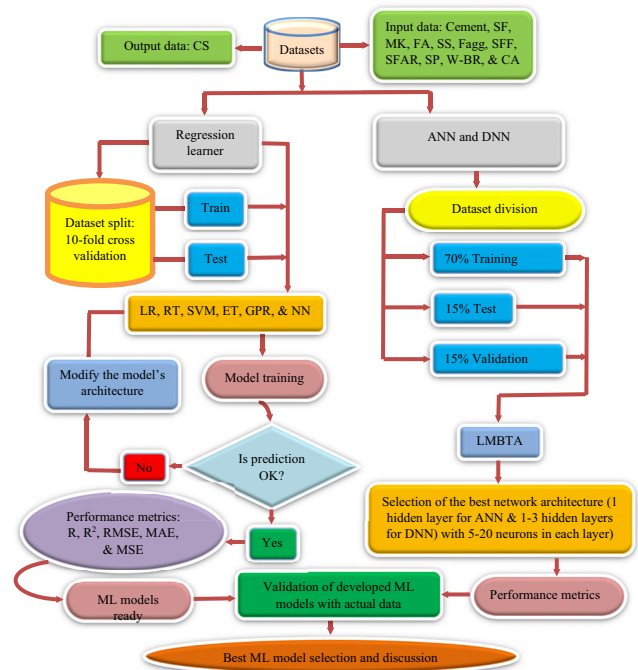 Output data: CS
Datasets
Input data: Cement, SF,
MK, FA, SS, Fagg, SFF,
SFAR, SP, W-BR, & CA
Regression
learner
ANN and DNN
Dataset split:
10-fold cross
validation
Train
Test
Dataset division
70% Training
15% Test
15% Validation
LR, RT, SVM, ET, GPR, & NN
Modify the model's
architecture
Model training
LMBTA
Is prediction
OK?
No
Yes
Selection of the best network architecture (1
hidden layer for ANN & 1-3 hidden layers
for DNN) with 5-20 neurons in each layer)
Performance metrics:
R, R², RMSE, MAE,
& MSE
ML models
ready
Validation of developed ML
models with actual data
Performance metrics
Best ML model selection and discussion